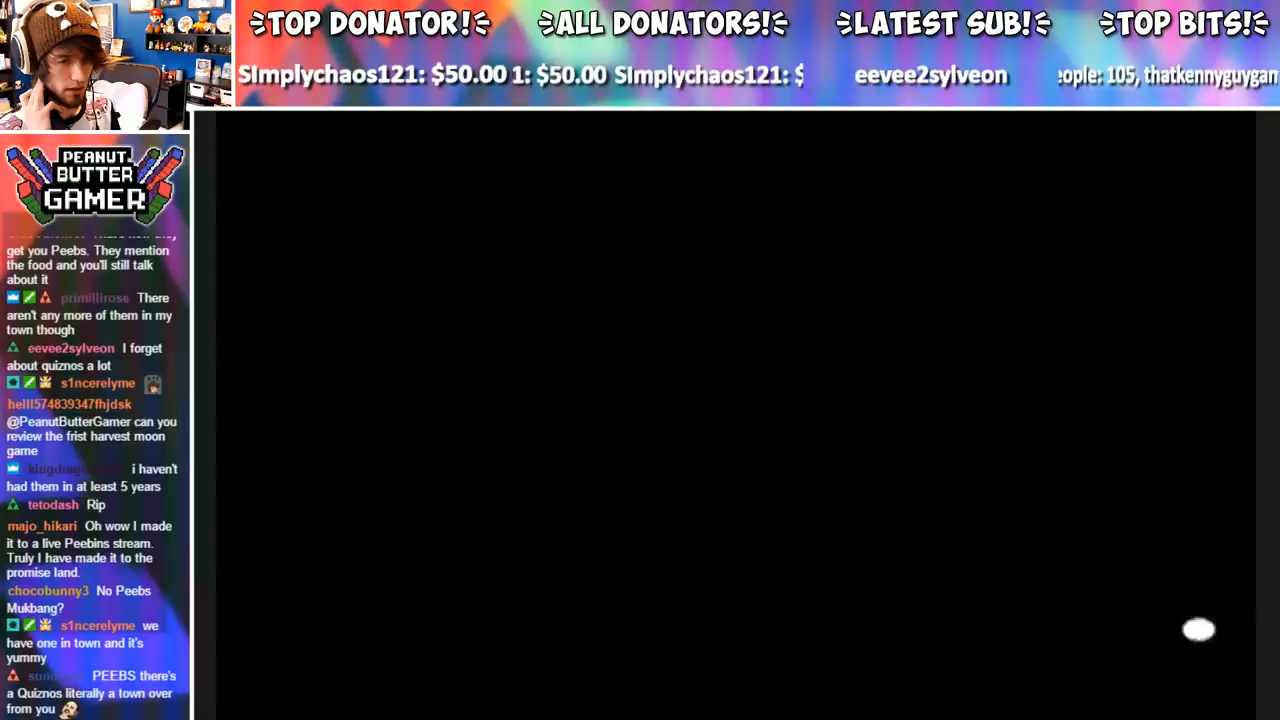 TOP DONATOR! ALL DONATORS! LATEST SUB! TOP BITS!
SImplychaos121: $50.00 1: $50.00 SImplychaos121: $ eevee2sylveon eople: 105, thatkennyguygam
PEANUT
BUTTER
GAMER
get you Peebs. They mention
the food and you'll still talk
about it
primillirose There
aren't any more of them in my
town though
eevee2sylveon I forget
about quiznos a lot
s1ncerelyme
helll574839347fhjdsk
@PeanutButterGamer can you
review the frist harvest moon
game
i haven't
had them in at least 5 years
tetodash Rip
majo_hikari Oh wow I made
it to a live Peebins stream.
Truly I have made it to the
promise land.
chocobunny3 No Peebs
Mukbang?
s1ncerelyme we
have one in town and it's
yummy
PEEBS there's
a Quiznos literally a town over
from you